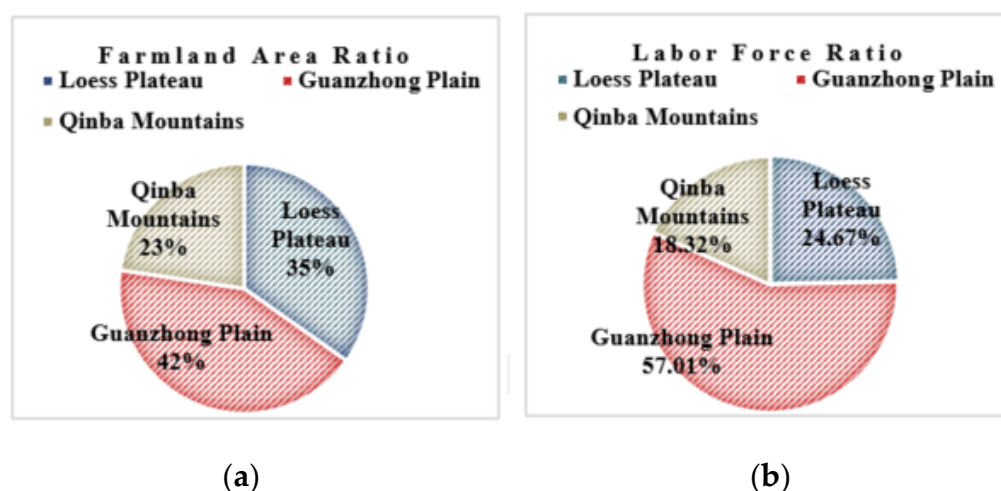 Farmland Area Ratio
Loess Plateau
Guanzhong Plain
Qinba Mountains
Qinba
Mountains
23%
Loess
Plateau
35%
Guanzhong Plain
42%
(a)
Labor Force Ratio
Loess Plateau
Guanzhong Plain
Qinba Mountains
Qinba
Mountains
18.32%
Loess
Plateau
24.67%
Guanzhong Plain
57.01%
(b)